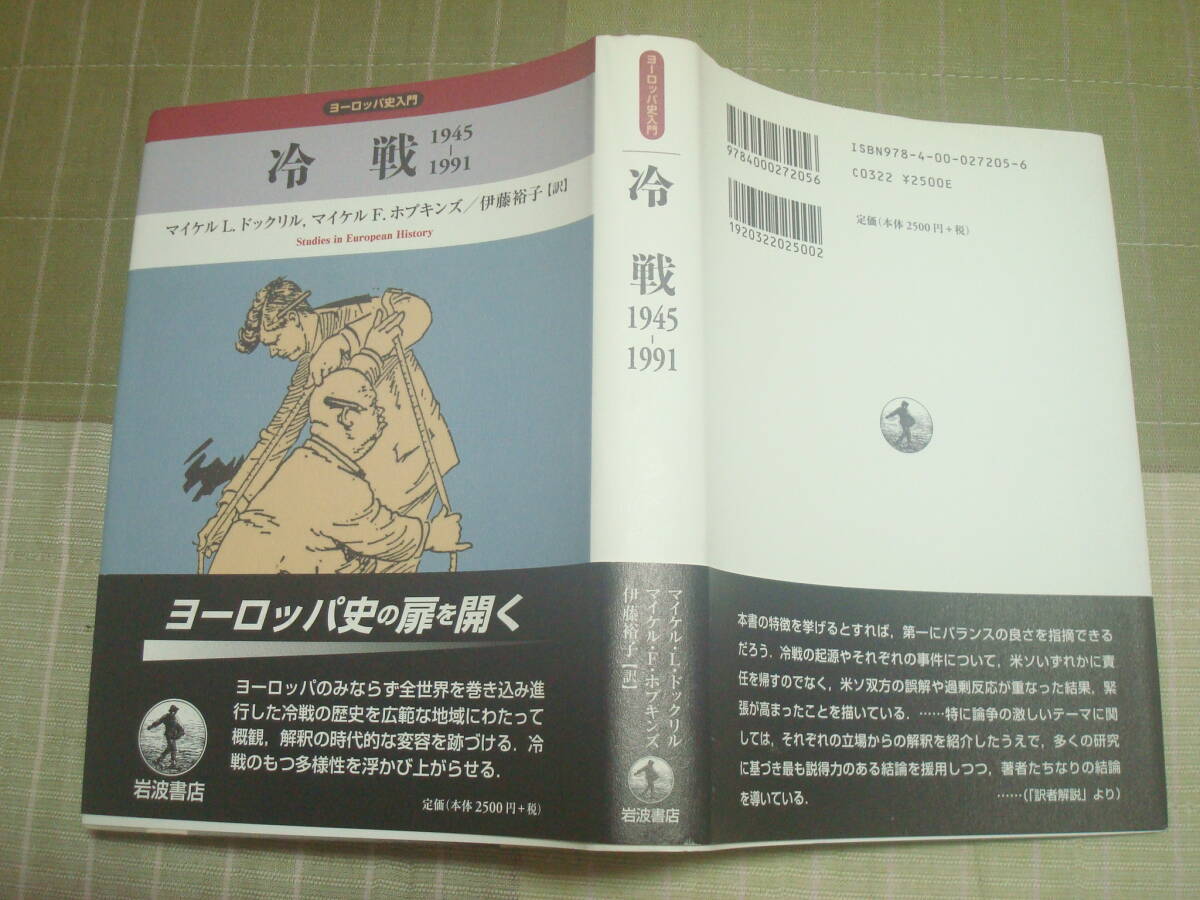 ヨーロッパ史入門
冷戦 1945-1991
マイケル L. ドックリル, マイケル F. ホプキンズ／伊藤裕子【訳】
Studies in European History
ヨーロッパ史の扉を開く
ヨーロッパのみならず全世界を巻き込み進
行した冷戦の歴史を広範な地域にわたって
概観，解釈の時代的な変容を跡づける．冷
戦のもつ多様性を浮かび上がらせる．
岩波書店
定価（本体2500円+税）
ヨーロッパ史入門
冷戦
1945-1991
マイケル・L・ドックリル
マイケル・F・ホプキンズ
伊藤裕子【訳】
岩波書店
9784000272056
1920322025002
ISBN978-4-00-027205-6
C0322 ¥2500E
定価（本体2500円+税）
本書の特徴を挙げるとすれば，第一にバランスの良さを指摘できる
だろう．冷戦の起源やそれぞれの事件について，米ソいずれかに責
任を帰すのでなく，米ソ双方の誤解や過剰反応が重なった結果，緊
張が高まったことを描いている．……特に論争の激しいテーマに関
しては，それぞれの立場からの解釈を紹介したうえで，多くの研究
に基づき最も説得力のある結論を援用しつつ，著者たちなりの結論
を導いている． ……（「訳者解説」より）